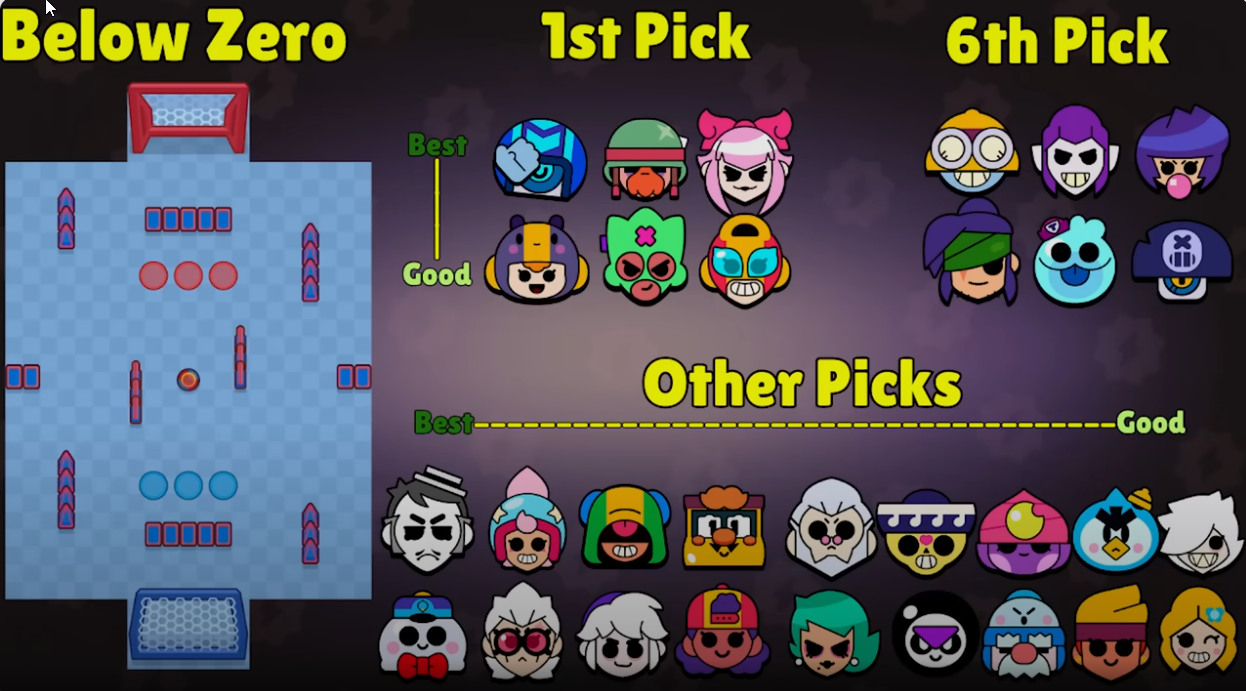 Below Zero
1st Pick
6th Pick
Best
Good
Other Picks
Best
Good